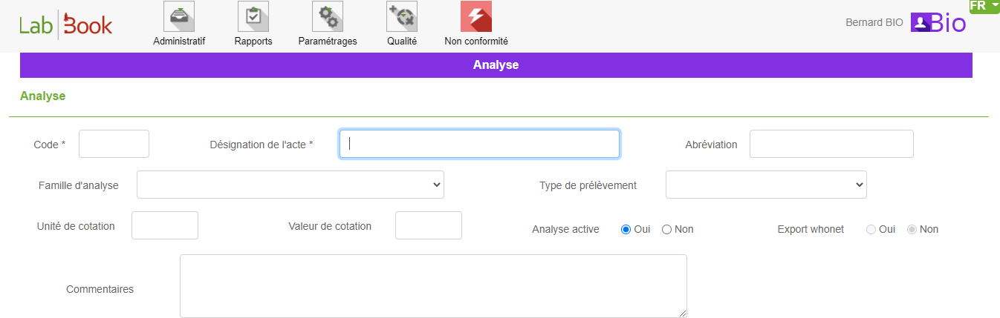 FR
Lab Book
Administratif Rapports Paramétrages Qualité Non conformité
Bernard BIO Bio
Analyse
Analyse
Code * Désignation de l'acte * Abréviation
Famille d'analyse Type de prélèvement
Unité de cotation Valeur de cotation Analyse active Oui Non Export whonet Oui Non
Commentaires